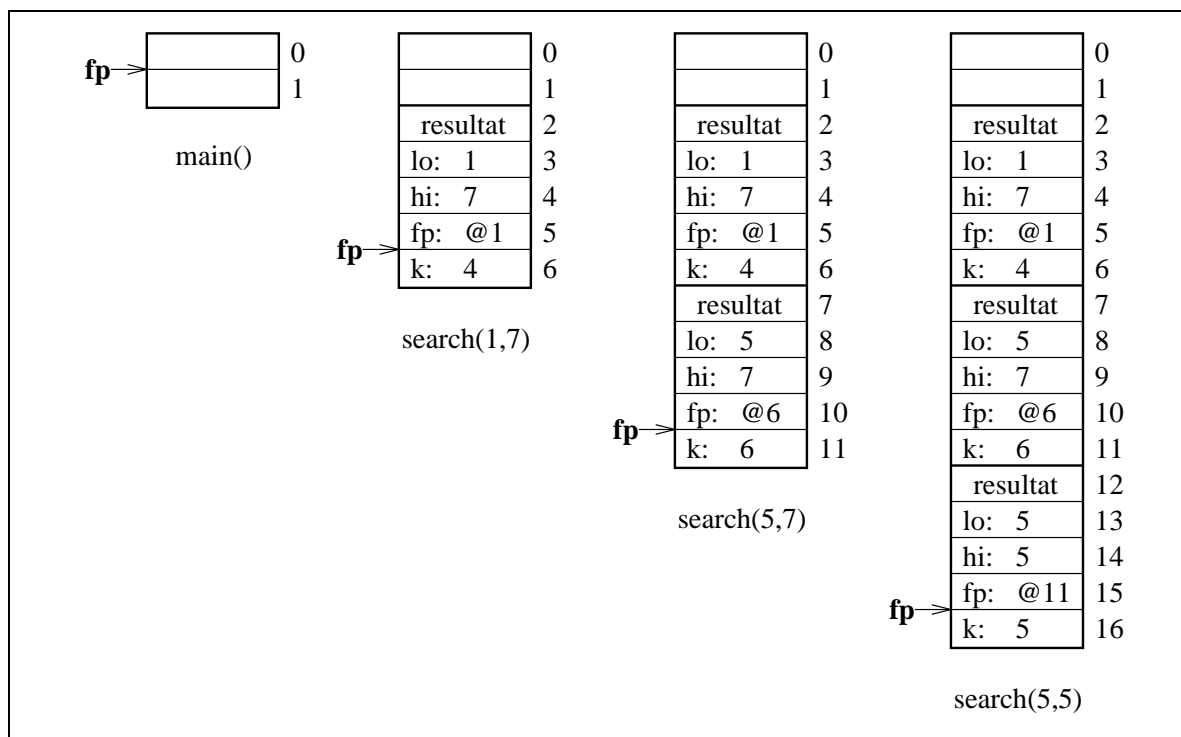 fp
0
1
main()
0
1
resultat 2
lo: 1 3
hi: 7 4
fp: @1 5
fp
k: 4 6
search(1,7)
0
1
resultat 2
lo: 1 3
hi: 7 4
fp: @1 5
k: 4 6
resultat 7
lo: 5 8
hi: 7 9
fp: @6 10
fp
k: 6 11
search(5,7)
0
1
resultat 2
lo: 1 3
hi: 7 4
fp: @1 5
k: 4 6
resultat 7
lo: 5 8
hi: 7 9
fp: @6 10
k: 6 11
resultat 12
lo: 5 13
hi: 5 14
fp: @11 15
fp
k: 5 16
search(5,5)